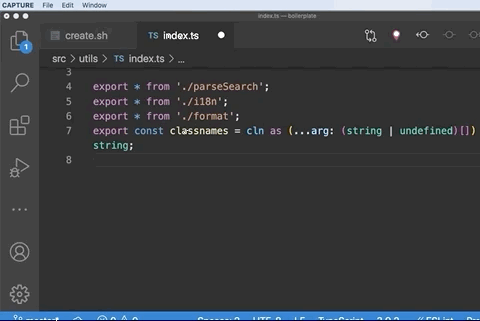 CAPTURE File Edit Window
index.ts — boilerplate
create.sh TS index.ts
src > utils > TS index.ts > ...
3
4 export * from './parseSearch';
5 export * from './i18n';
6 export * from './format';
7 export const classnames = cln as (...arg: (string | undefined)[])
string;
8
1